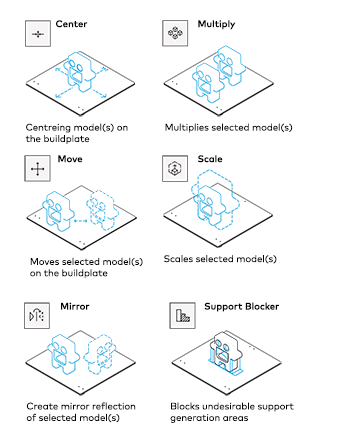 Center
Multiply
Centreing model(s) on
the buildplate
Multiplies selected model(s)
Move
Scale
Moves selected model(s)
on the buildplate
Scales selected model(s)
Mirror
Support Blocker
Create mirror reflection
of selected model(s)
Blocks undesirable support
generation areas